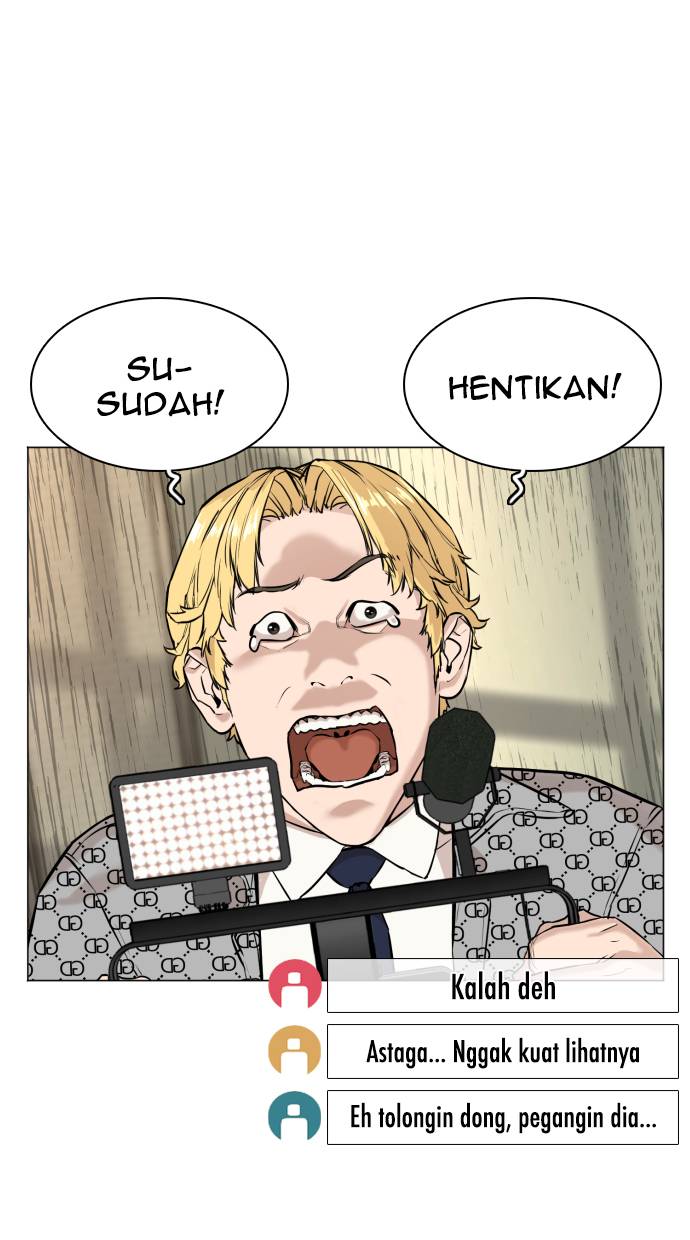 SU-
SUDAH!
HENTIKAN!
Kalah deh
Astaga... Nggak kuat lihatnya
Eh tolongin dong, pegangin dia...